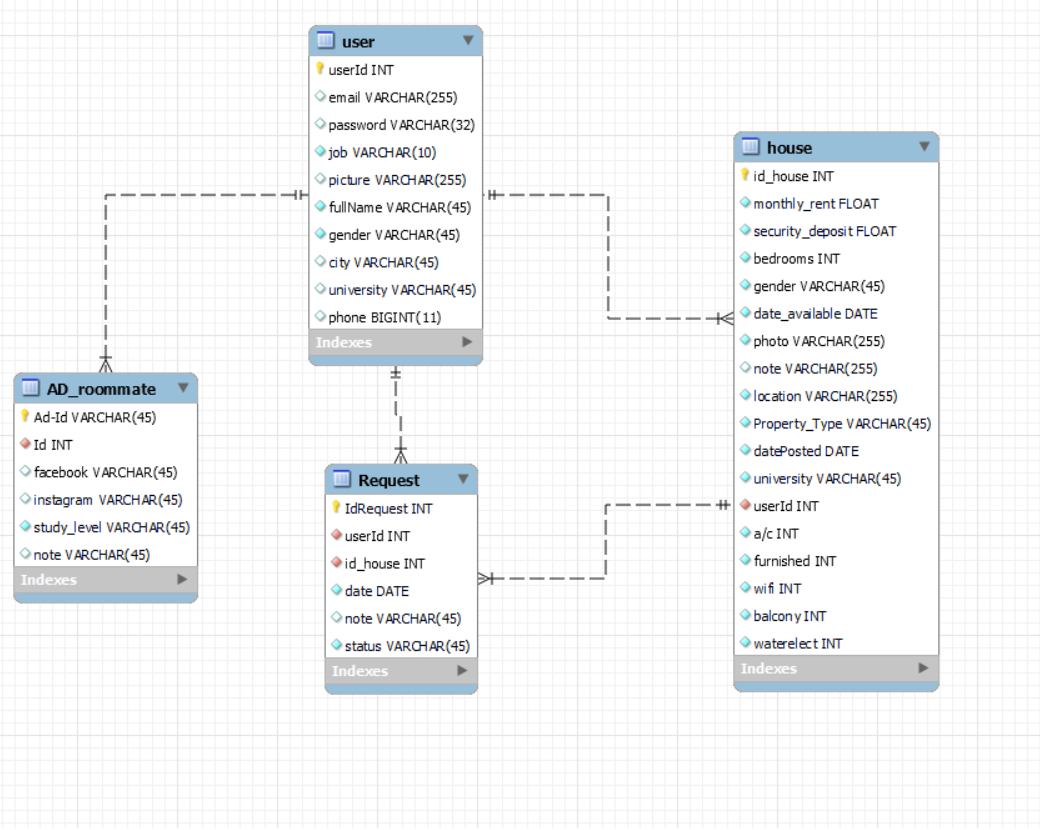 user
userId INT
email VARCHAR(255)
password VARCHAR(32)
job VARCHAR(10)
picture VARCHAR(255)
fullName VARCHAR(45)
gender VARCHAR(45)
city VARCHAR(45)
university VARCHAR(45)
phone BIGINT(11)
Indexes
house
id_house INT
monthly_rent FLOAT
security_deposit FLOAT
bedrooms INT
gender VARCHAR(45)
date_available DATE
photo VARCHAR(255)
note VARCHAR(255)
location VARCHAR(255)
Property_Type VARCHAR(45)
datePosted DATE
university VARCHAR(45)
userId INT
a/c INT
furnished INT
wifi INT
balcony INT
waterelect INT
Indexes
AD_roommate
Ad-Id VARCHAR(45)
Id INT
facebook VARCHAR(45)
instagram VARCHAR(45)
study_level VARCHAR(45)
note VARCHAR(45)
Indexes
Request
IdRequest INT
userId INT
id_house INT
date DATE
note VARCHAR(45)
status VARCHAR(45)
Indexes